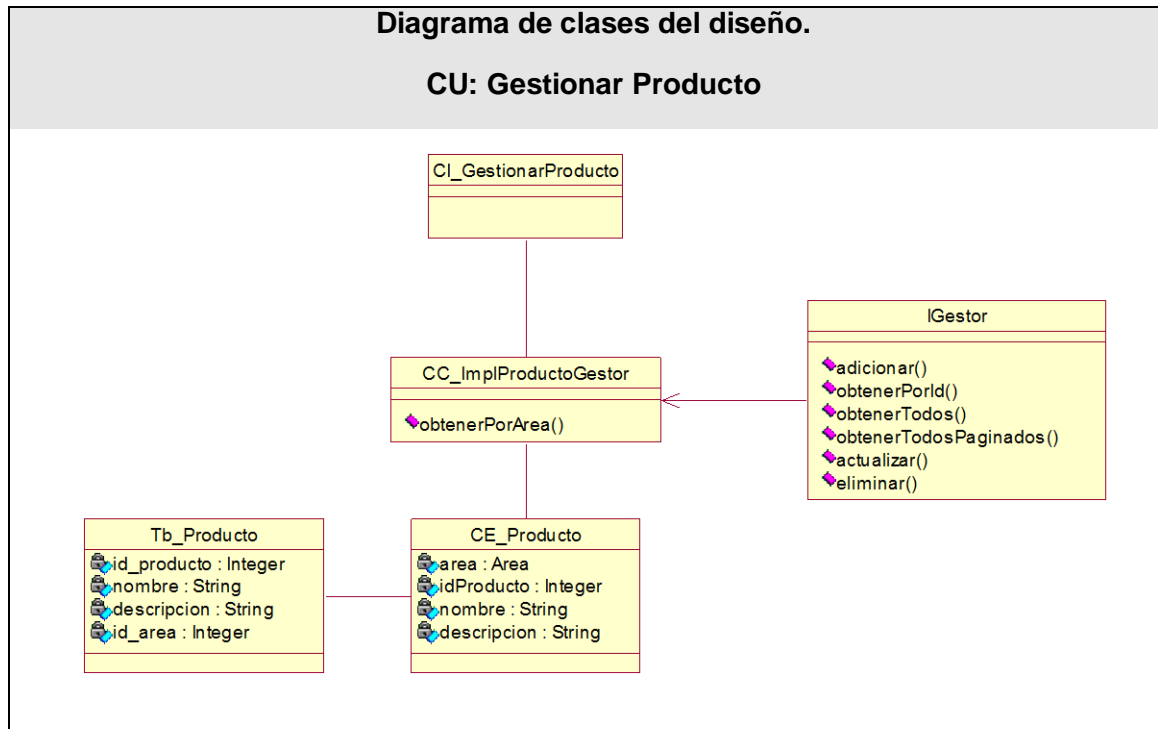 Diagrama de clases del diseño.
CU: Gestionar Producto
CI_GestionarProducto
IGestor
adicionar()
obtenerPorId()
obtenerTodos()
obtenerTodosPaginados()
actualizar()
eliminar()
CC_ImplProductoGestor
obtenerPorArea()
Tb_Producto
id_producto : Integer
nombre : String
descripcion : String
id_area : Integer
CE_Producto
area : Area
idProducto : Integer
nombre : String
descripcion : String